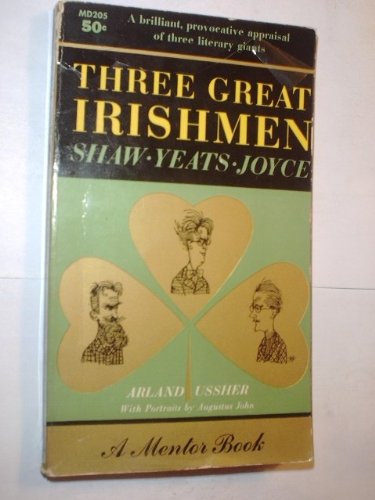 MD205
50¢
A brilliant, provocative appraisal
of three literary giants
THREE GREAT
IRISHMEN
SHAW·YEATS·JOYCE
ARLAND USSHER
With Portraits by Augustus John
A Mentor Book